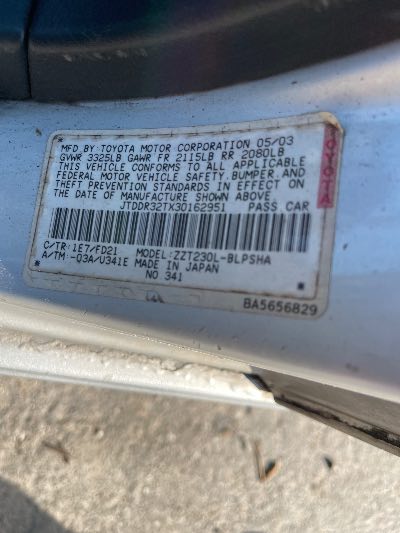 MFD.BY:TOYOTA MOTOR CORPORATION 05/03
GVWR 3325LB GAWR FR 2115LB RR 2080LB
THIS VEHICLE CONFORMS TO ALL APPLICABLE
FEDERAL MOTOR VEHICLE SAFETY,BUMPER,AND
THEFT PREVENTION STANDARDS IN EFFECT ON
THE DATE OF MANUFACTURE SHOWN ABOVE.
JTDDR32TX30162951 PASS.CAR
C/TR:1E7/FD21 MODEL:ZZT230L-BLPSHA
A/TM:-03A/U341E MADE IN JAPAN
NO 341
BA5656829
TOYOTA